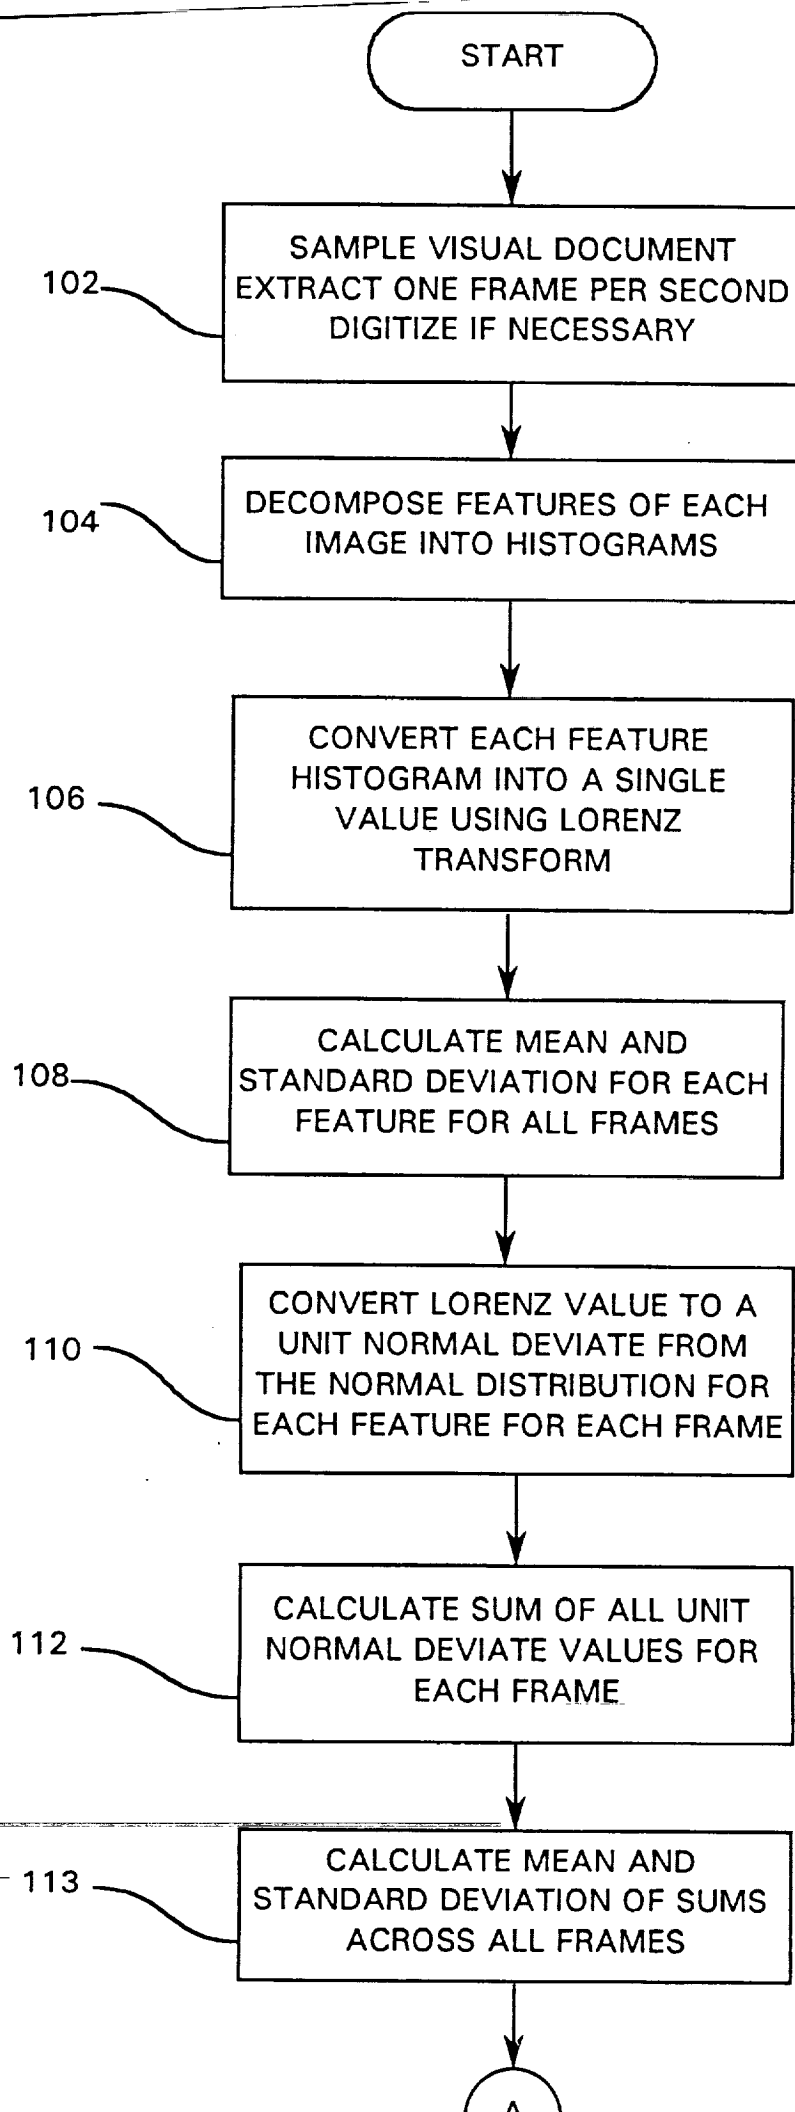 START
102
SAMPLE VISUAL DOCUMENT
EXTRACT ONE FRAME PER SECOND
DIGITIZE IF NECESSARY
104
DECOMPOSE FEATURES OF EACH
IMAGE INTO HISTOGRAMS
106
CONVERT EACH FEATURE
HISTOGRAM INTO A SINGLE
VALUE USING LORENZ
TRANSFORM
108
CALCULATE MEAN AND
STANDARD DEVIATION FOR EACH
FEATURE FOR ALL FRAMES
110
CONVERT LORENZ VALUE TO A
UNIT NORMAL DEVIATE FROM
THE NORMAL DISTRIBUTION FOR
EACH FEATURE FOR EACH FRAME
112
CALCULATE SUM OF ALL UNIT
NORMAL DEVIATE VALUES FOR
EACH FRAME
113
CALCULATE MEAN AND
STANDARD DEVIATION OF SUMS
ACROSS ALL FRAMES
A